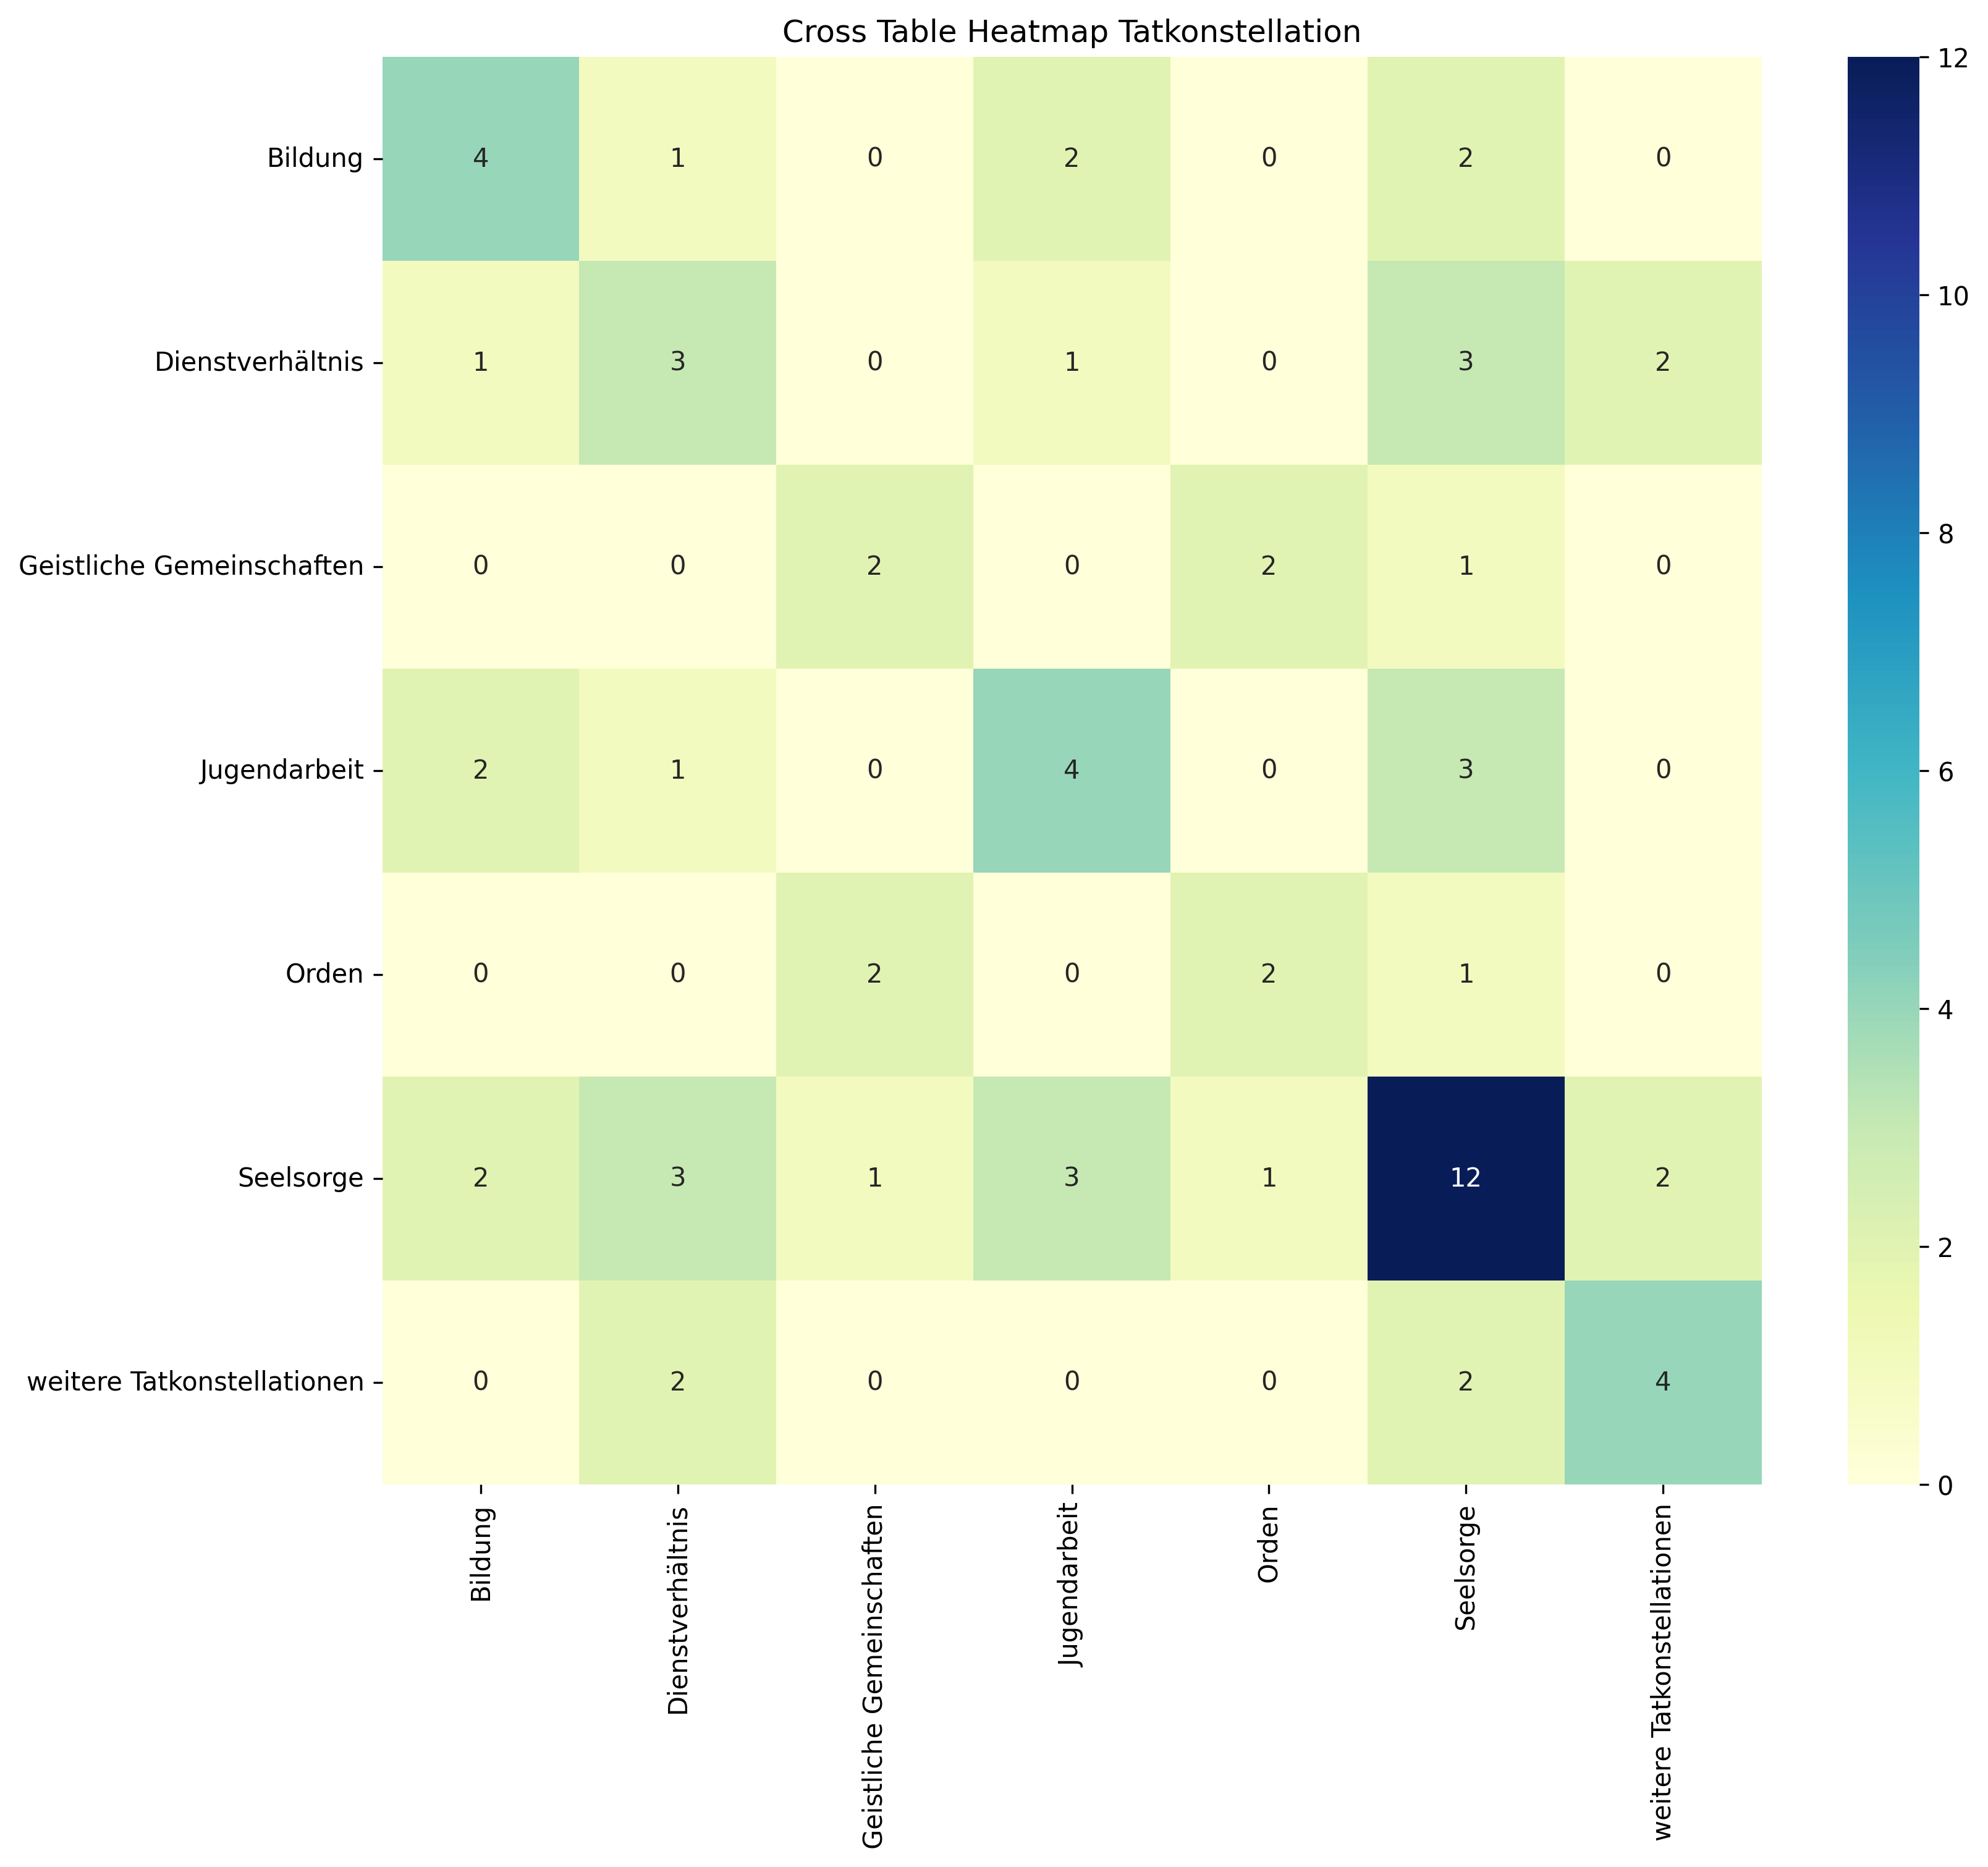 Cross Table Heatmap Tatkonstellation
Bildung 4 1 0 2 0 2 0
Dienstverhältnis 1 3 0 1 0 3 2
Geistliche Gemeinschaften 0 0 2 0 2 1 0
Jugendarbeit 2 1 0 4 0 3 0
Orden 0 0 2 0 2 1 0
Seelsorge 2 3 1 3 1 12 2
weitere Tatkonstellationen 0 2 0 0 0 2 4
Bildung
Dienstverhältnis
Geistliche Gemeinschaften
Jugendarbeit
Orden
Seelsorge
weitere Tatkonstellationen
12
10
8
6
4
2
0